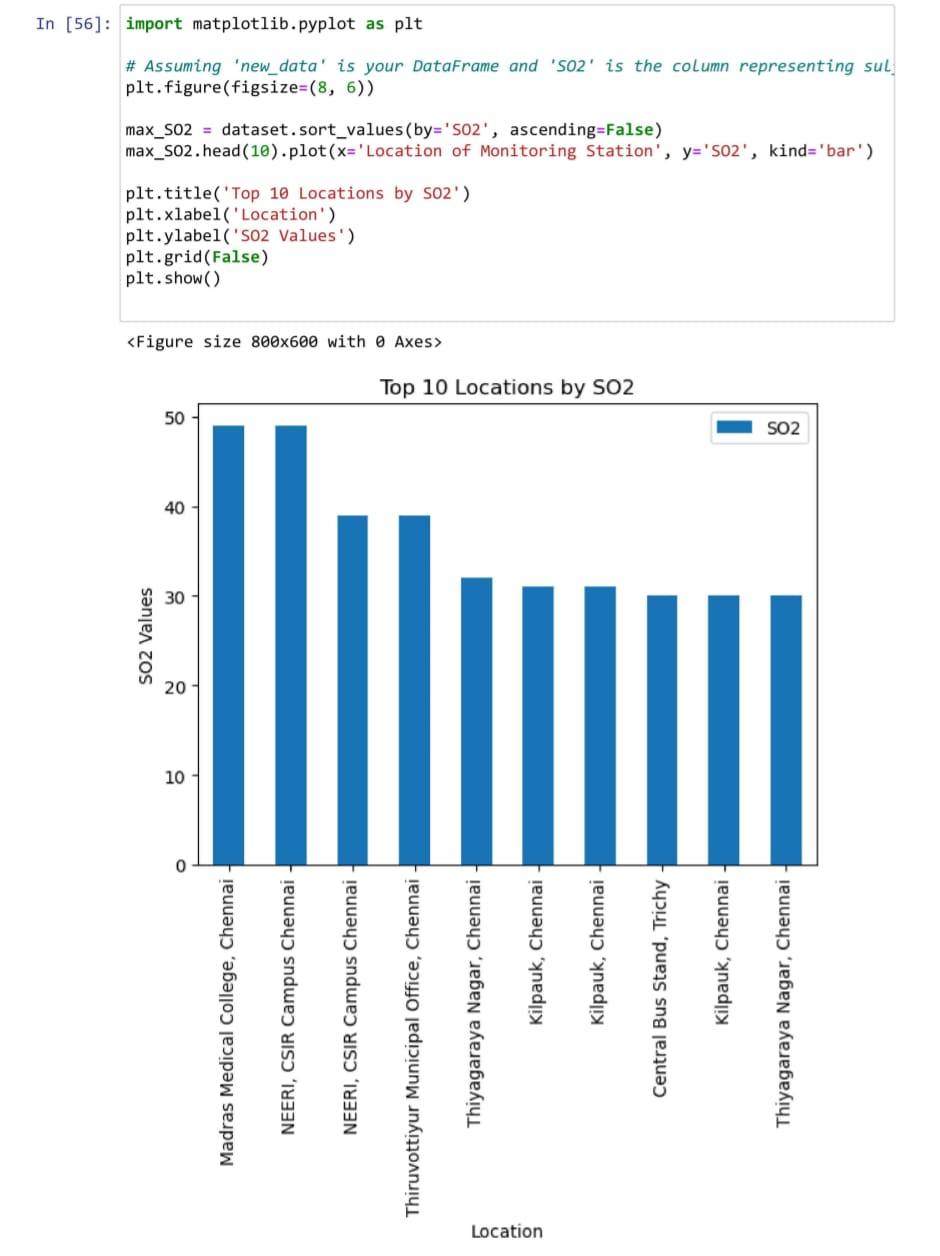 In [56]: import matplotlib.pyplot as plt
# Assuming 'new_data' is your DataFrame and 'SO2' is the column representing
plt.figure(figsize=(8, 6))
max_SO2 = dataset.sort_values(by='SO2', ascending=False)
max_SO2.head(10).plot(x='Location of Monitoring Station', y='SO2', kind='bar')
plt.title('Top 10 Locations by SO2')
plt.xlabel('Location')
plt.ylabel('SO2 Values')
plt.grid(False)
plt.show()
<Figure size 800x600 with 0 Axes>
Top 10 Locations by SO2
SO2
50
40
30
20
10
0
SO2 Values
Madras Medical College, Chennai
NEERI, CSIR Campus Chennai
NEERI, CSIR Campus Chennai
Thiruvottiyur Municipal Office, Chennai
Thiyagaraya Nagar, Chennai
Kilpauk, Chennai
Kilpauk, Chennai
Central Bus Stand, Trichy
Kilpauk, Chennai
Thiyagaraya Nagar, Chennai
Location